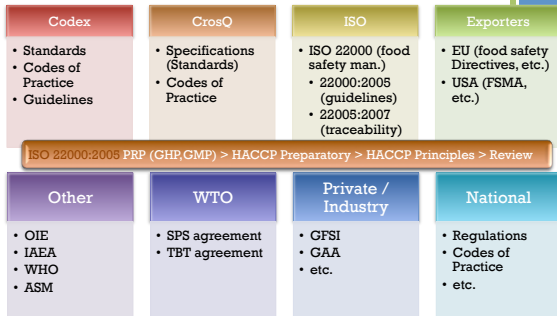 Codex
• Standards
• Codes of
Practice
• Guidelines
CrosQ
• Specifications
(Standards)
• Codes of
Practice
ISO
• ISO 22000 (food
safety man.)
• 22000:2005
(guidelines)
• 22005:2007
(traceability)
Exporters
• EU (food safety
Directives, etc.)
• USA (FSMA,
etc.)
ISO 22000:2005 PRP (GHP,GMP) > HACCP Preparatory > HACCP Principles > Review
Other
• OIE
• IAEA
• WHO
• ASM
WTO
• SPS agreement
• TBT agreement
Private /
Industry
• GFSI
• GAA
• etc.
National
• Regulations
• Codes of
Practice
• etc.